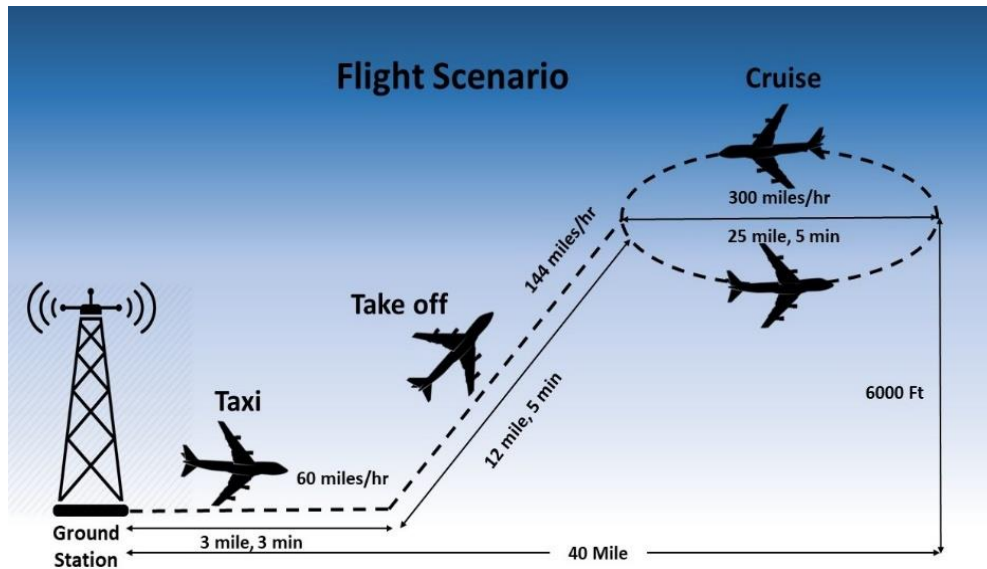 Flight Scenario
Cruise
300 miles/hr
25 mile, 5 min
144 miles/hr
Take off
12 mile, 5 min
6000 Ft
Taxi
60 miles/hr
Ground
Station
3 mile, 3 min
40 Mile